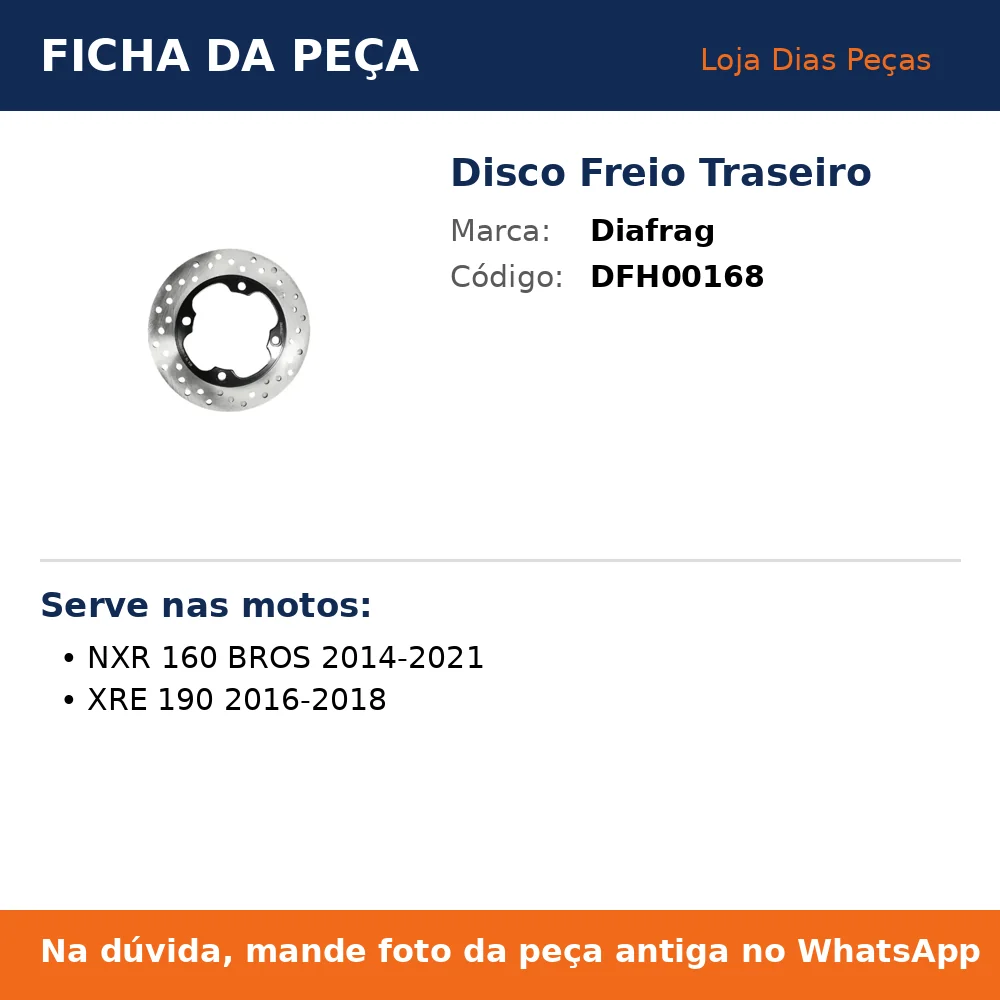 FICHA DA PEÇA
Loja Dias Peças
Disco Freio Traseiro
Marca: Diafrag
Código: DFH00168
Serve nas motos:
• NXR 160 BROS 2014-2021
• XRE 190 2016-2018
Na dúvida, mande foto da peça antiga no WhatsApp